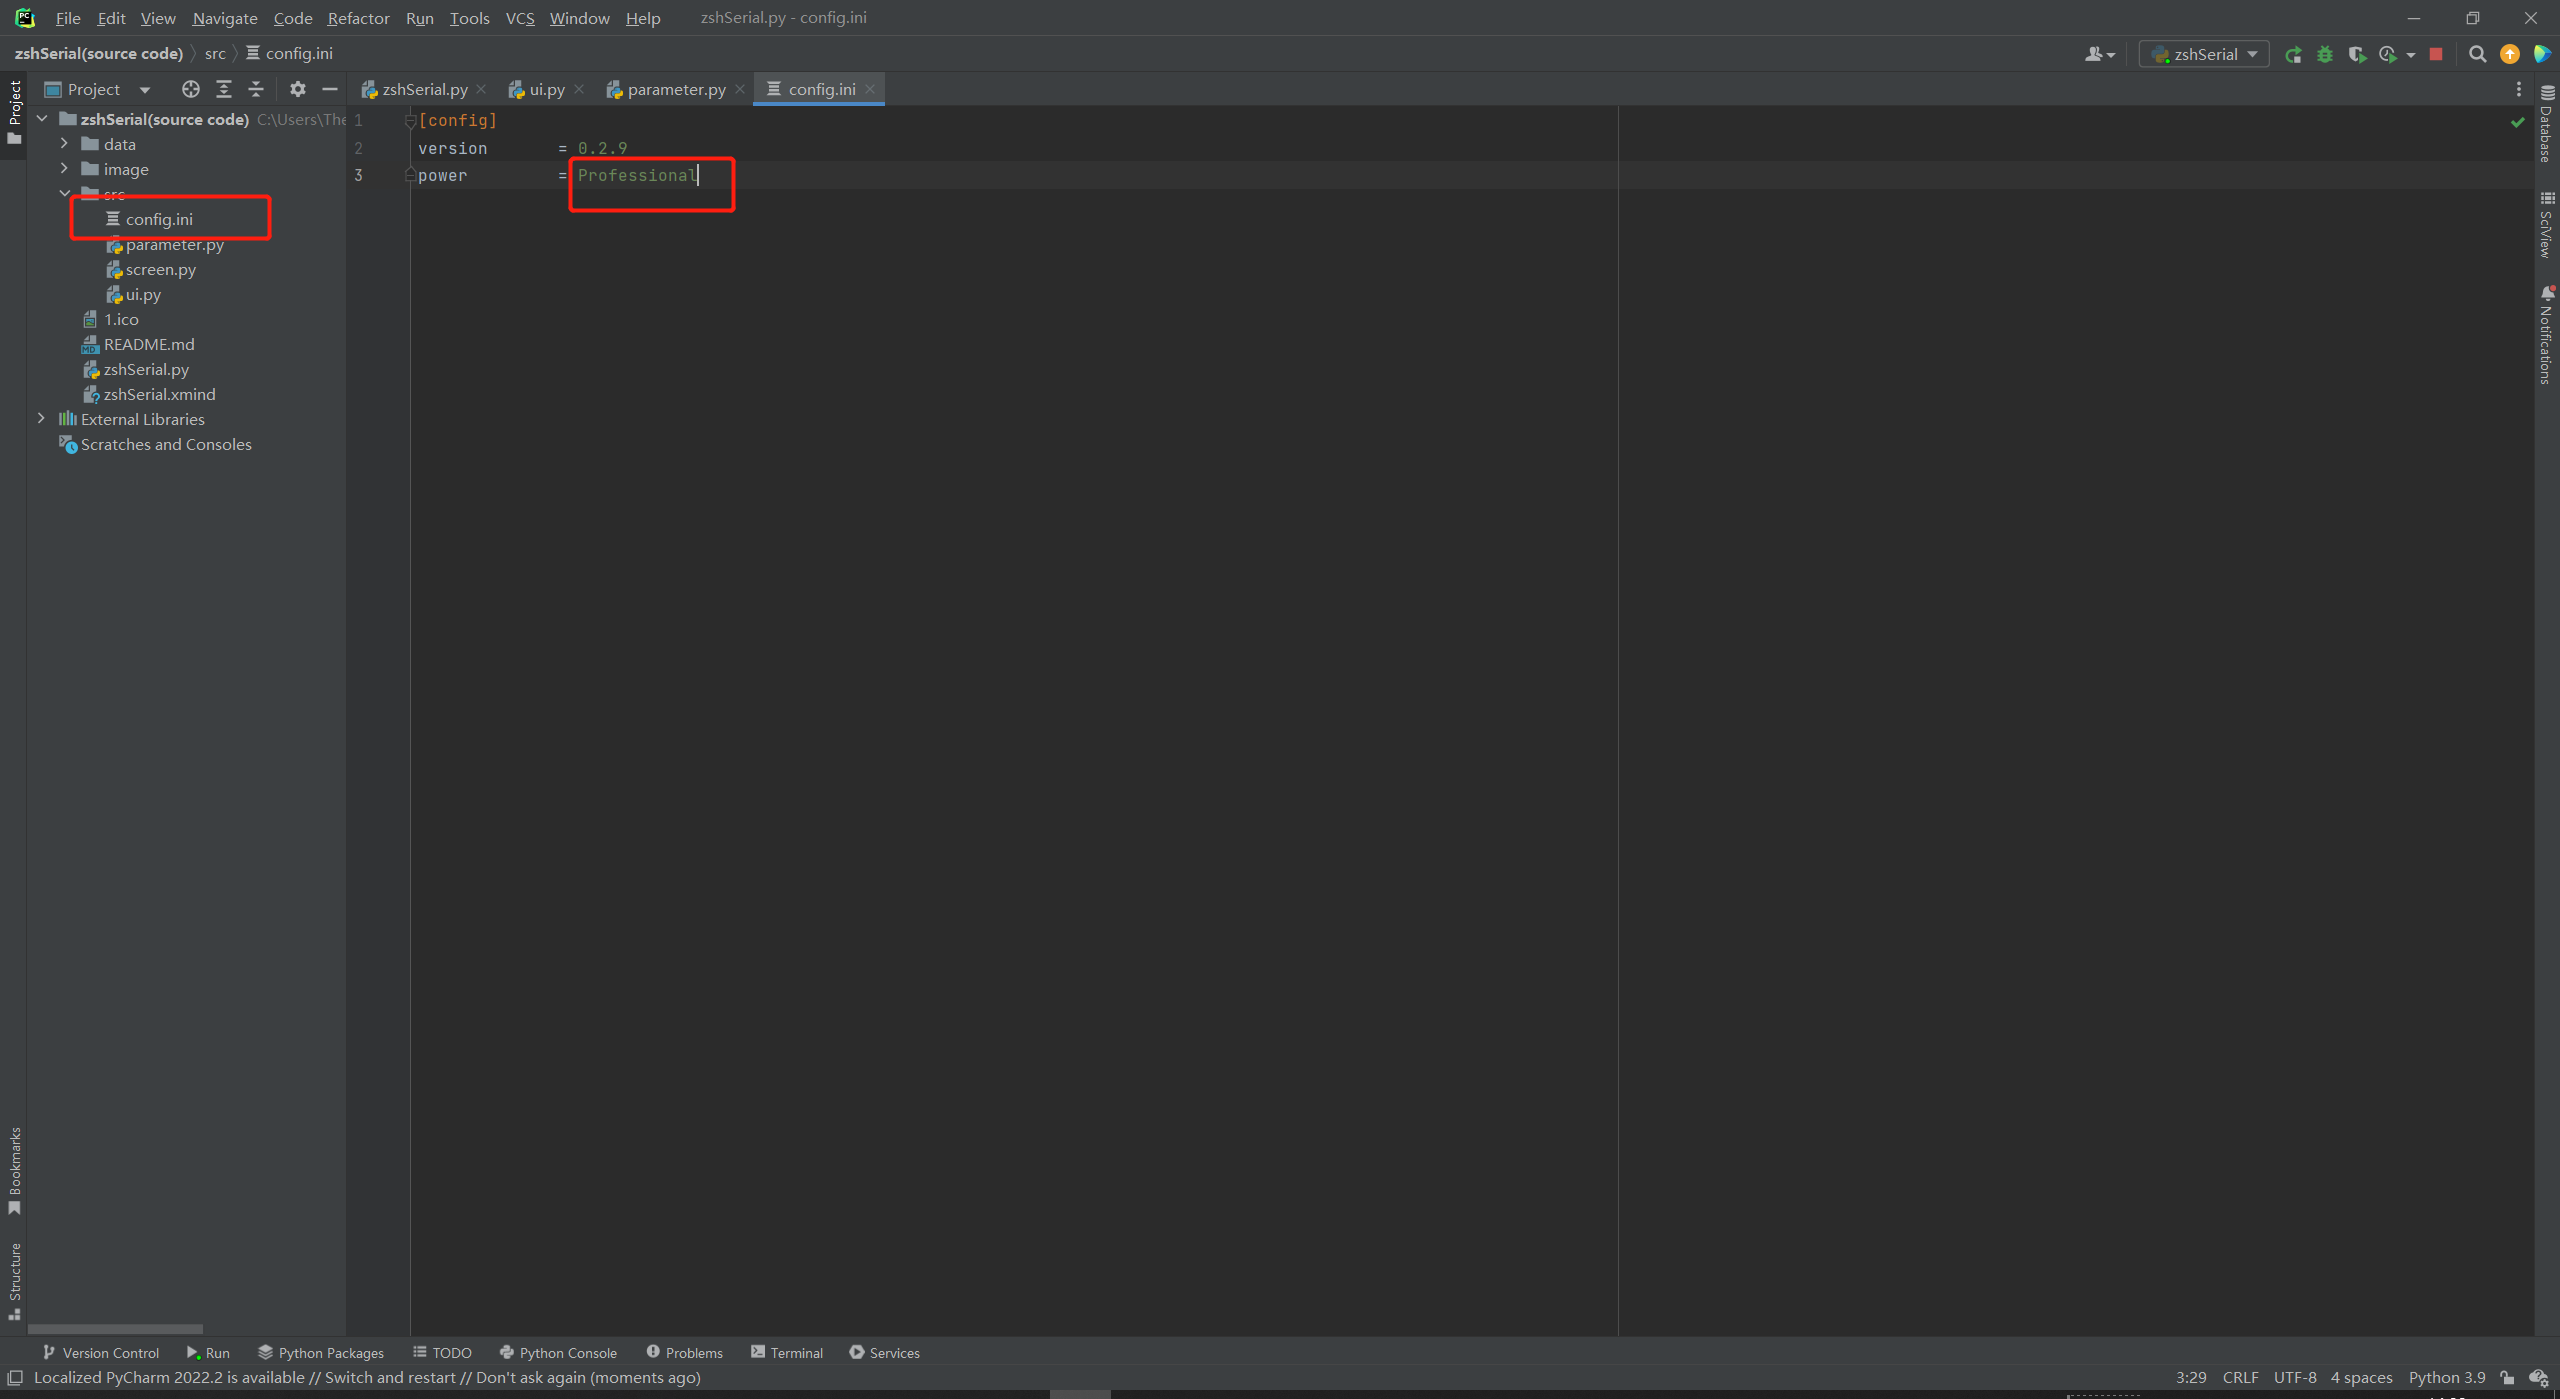 File Edit View Navigate Code Refactor Run Tools VCS Window Help zshSerial.py - config.ini
zshSerial(source code) src config.ini zshSerial
Project
Project
zshSerial.py ui.py parameter.py config.ini
zshSerial(source code) C:\Users\The
data
image
src
config.ini
parameter.py
screen.py
ui.py
1.ico
README.md
zshSerial.py
zshSerial.xmind
External Libraries
Scratches and Consoles
1 [config]
2 version = 0.2.9
3 power = Professional
Database
SciView
Notifications
Bookmarks
Structure
Version Control Run Python Packages TODO Python Console Problems Terminal Services
Localized PyCharm 2022.2 is available // Switch and restart // Don't ask again (moments ago) 3:29 CRLF UTF-8 4 spaces Python 3.9